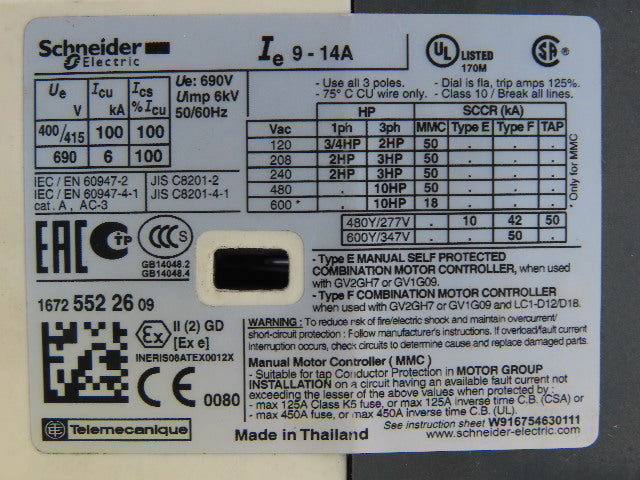 Schneider Electric
Ie 9 - 14A
UL LISTED 170M
SA
Ue V Icu kA Ics % Icu
400/415 100 100
690 6 100
Ue: 690V
Uimp 6kV
50/60Hz
IEC / EN 60947-2 JIS C8201-2
IEC / EN 60947-4-1 JIS C8201-4-1
cat. A, AC-3
- Use all 3 poles. - Dial is fla, trip amps 125%.
- 75° C CU wire only. - Class 10 / Break all lines.
HP SCCR (kA)
Vac 1ph 3ph MMC Type E Type F TAP
120 3/4HP 2HP 50 . . .
208 2HP 3HP 50 . . .
240 2HP 3HP 50 . . .
480 . 10HP 50 . . .
600 * . 10HP 18 . . .
480Y/277V . 10 42 50
600Y/347V . . 50 .
* Only for MMC
EAC TP CCC S
GB14048.2
GB14048.4
1672 552 26 09
- Type E MANUAL SELF PROTECTED
COMBINATION MOTOR CONTROLLER, when used
with GV2GH7 or GV1G09.
- Type F COMBINATION MOTOR CONTROLLER
when used with GV2GH7 or GV1G09 and LC1-D12/D18.
Ex II (2) GD
[Ex e]
INERIS08ATEX0012X
CE 0080
WARNING : To reduce risk of fire/electric shock and maintain overcurrent/
short-circuit protection : Follow manufacturer's instructions. If overload/fault current
interruption occurs, check circuits to determine cause and replace damaged parts.
Manual Motor Controller ( MMC )
- Suitable for tap Conductor Protection in MOTOR GROUP
INSTALLATION on a circuit having an available fault current not
exceeding the lesser of the above value and protected by :
- max 125A Class K5 fuse, or max 125A inverse time C.B. (CSA) or
- max 450A fuse, or max 450A inverse time C.B. (UL).
See instruction sheet W916754630111
Telemecanique
Made in Thailand
www.schneider-electric.com